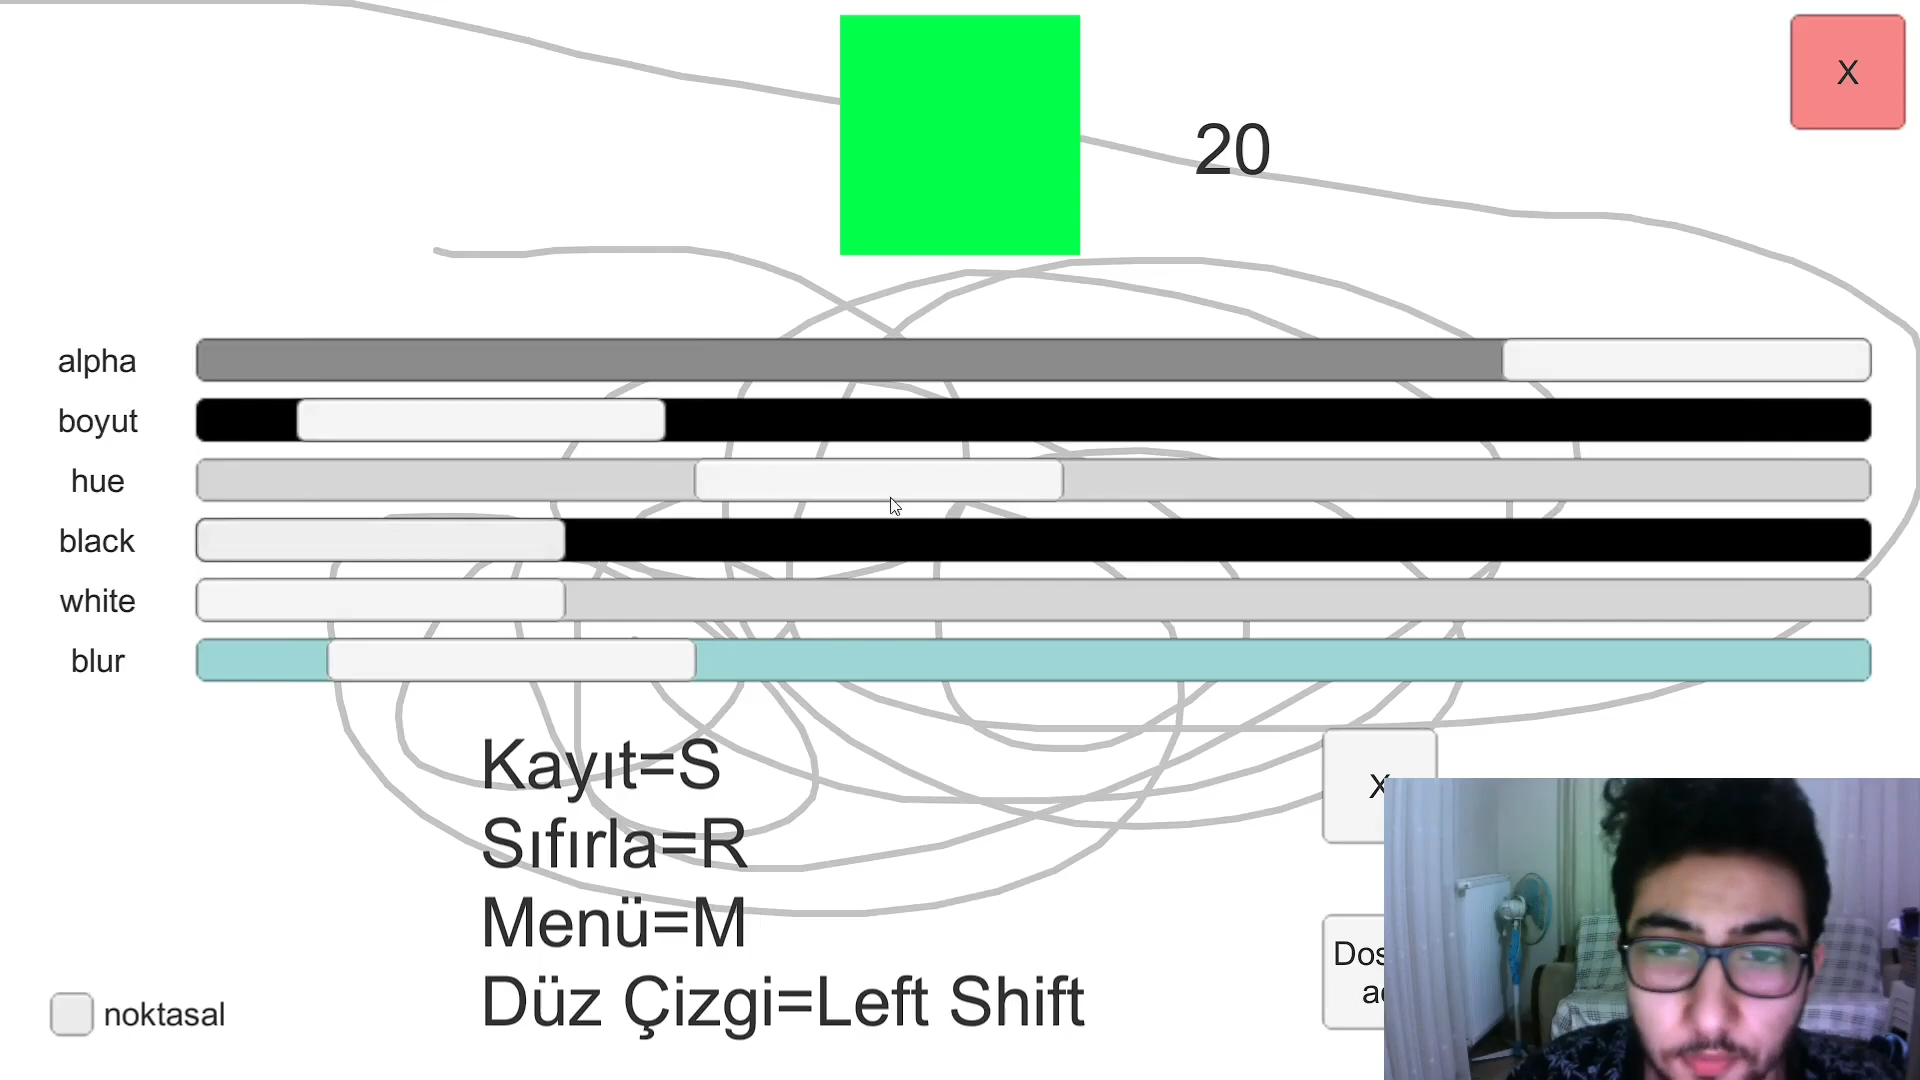 X
20
alpha
boyut
hue
black
white
blur
Kayıt=S
Sıfırla=R
Menü=M
Düz Çizgi=Left Shift
X
noktasal